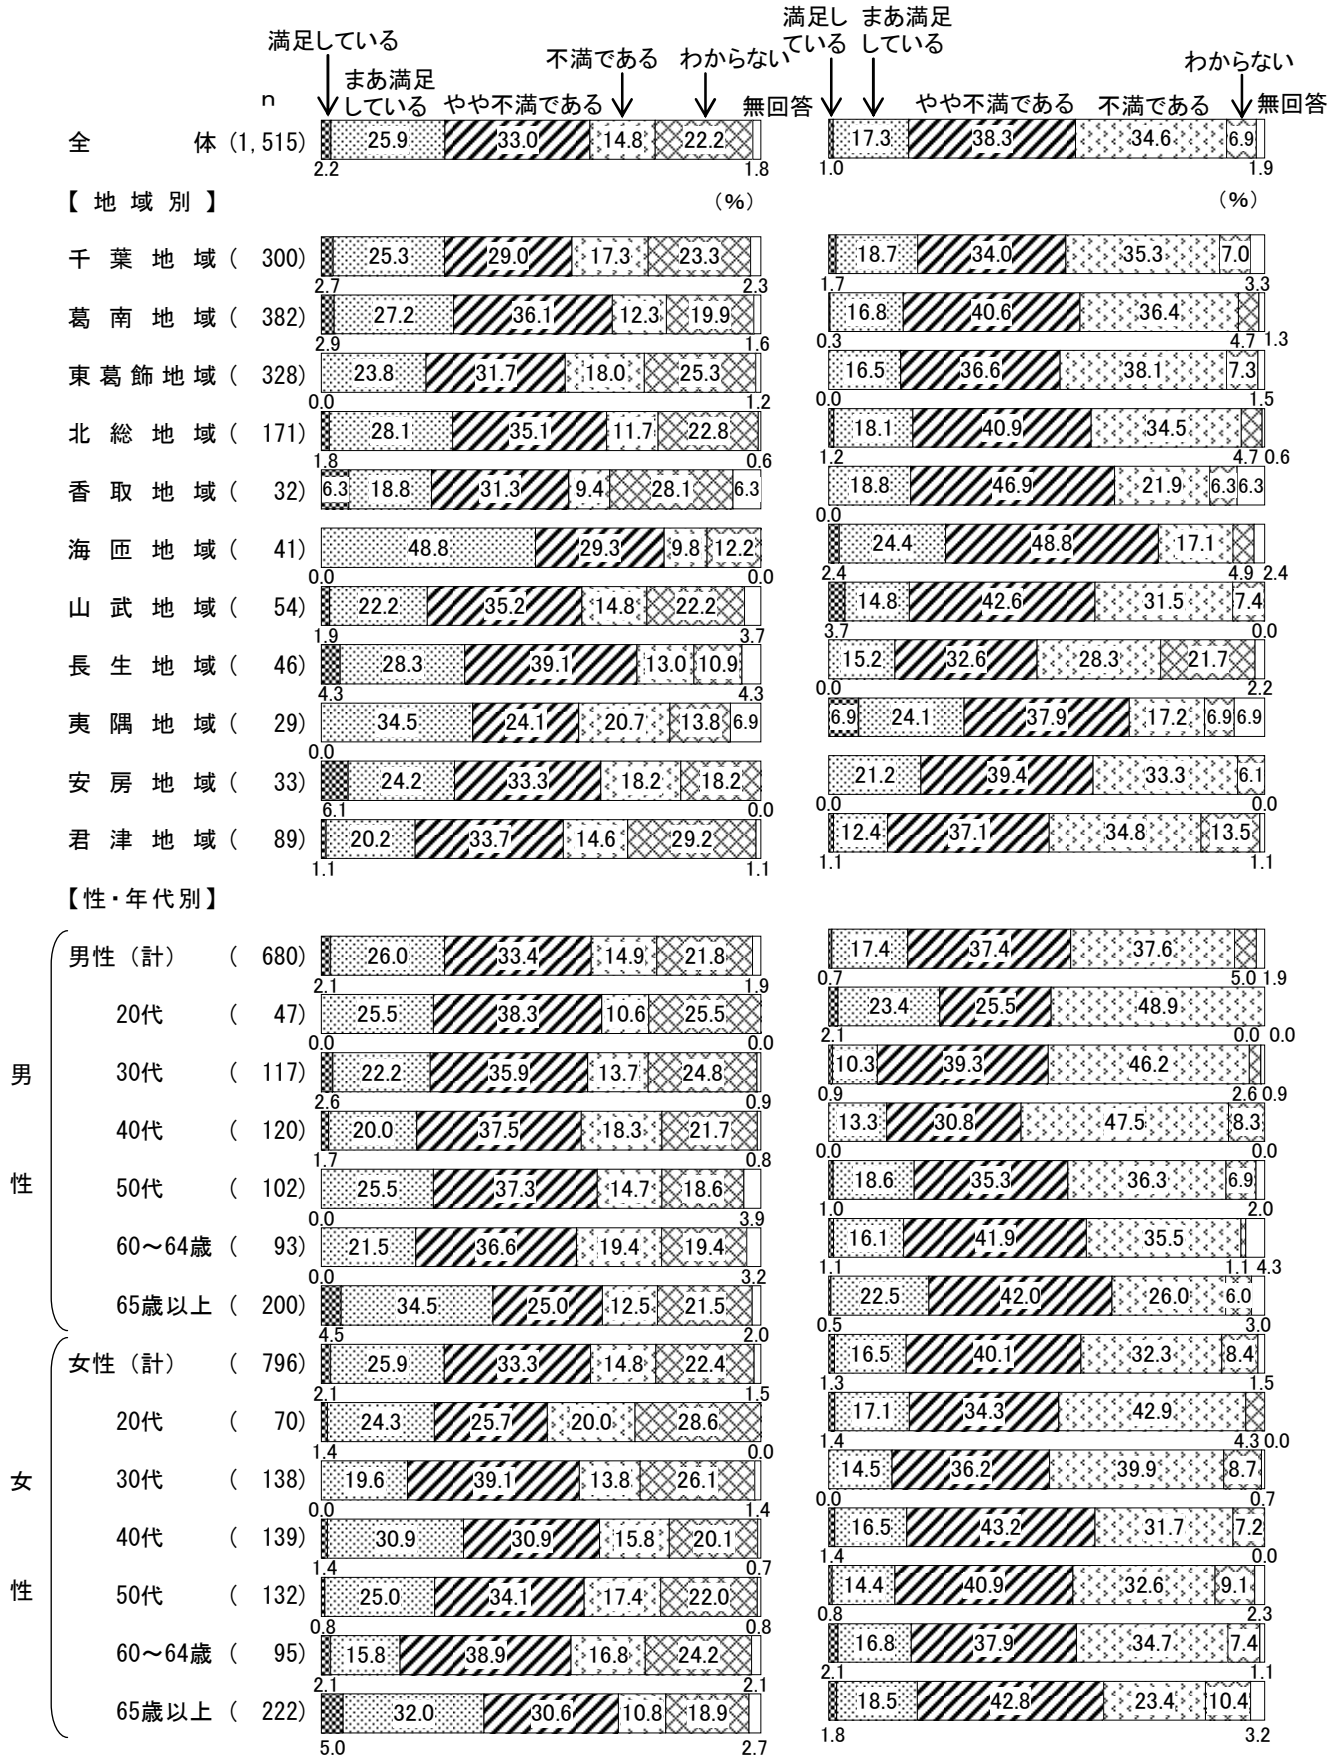 満足している
不満である わからない
満足し
ている
まあ満足
している
わからない
n
まあ満足
している
やや不満である
無回答
やや不満である 不満である 無回答
全 体 (1,515) 25.9 33.0 14.8 22.2 17.3 38.3 34.6 6.9
2.2 1.8 1.0 1.9
【 地 域 別 】 (%) (%)
千 葉 地 域 ( 300) 25.3 29.0 17.3 23.3 18.7 34.0 35.3 7.0
2.7 2.3 1.7 3.3
葛 南 地 域 ( 382) 27.2 36.1 12.3 19.9 16.8 40.6 36.4
2.9 1.6 0.3 4.7 1.3
東 葛 飾 地 域 ( 328) 23.8 31.7 18.0 25.3 16.5 36.6 38.1 7.3
0.0 1.2 0.0 1.5
北 総 地 域 ( 171) 28.1 35.1 11.7 22.8 18.1 40.9 34.5
1.8 0.6 1.2 4.7 0.6
香 取 地 域 ( 32) 6.3 18.8 31.3 9.4 28.1 6.3 18.8 46.9 21.9 6.3 6.3
0.0
海 匝 地 域 ( 41) 48.8 29.3 9.8 12.2 24.4 48.8 17.1
0.0 0.0 2.4 4.9 2.4
山 武 地 域 ( 54) 22.2 35.2 14.8 22.2 14.8 42.6 31.5 7.4
1.9 3.7 3.7 0.0
長 生 地 域 ( 46) 28.3 39.1 13.0 10.9 15.2 32.6 28.3 21.7
4.3 4.3 0.0 2.2
夷 隅 地 域 ( 29) 34.5 24.1 20.7 13.8 6.9 6.9 24.1 37.9 17.2 6.9 6.9
0.0
安 房 地 域 ( 33) 24.2 33.3 18.2 18.2 21.2 39.4 33.3 6.1
6.1 0.0 0.0 0.0
君 津 地 域 ( 89) 20.2 33.7 14.6 29.2 12.4 37.1 34.8 13.5
1.1 1.1 1.1 1.1
【性・年代別】
男性（計） ( 680) 26.0 33.4 14.9 21.8 17.4 37.4 37.6
2.1 1.9 0.7 5.0 1.9
20代 ( 47) 25.5 38.3 10.6 25.5 23.4 25.5 48.9
0.0 0.0 2.1 0.0 0.0
男
30代 ( 117) 22.2 35.9 13.7 24.8 10.3 39.3 46.2
2.6 0.9 0.9 2.6 0.9
40代 ( 120) 20.0 37.5 18.3 21.7 13.3 30.8 47.5 8.3
1.7 0.8 0.0 0.0
性
50代 ( 102) 25.5 37.3 14.7 18.6 18.6 35.3 36.3 6.9
0.0 3.9 1.0 2.0
60～64歳 ( 93) 21.5 36.6 19.4 19.4 16.1 41.9 35.5
0.0 3.2 1.1 1.1 4.3
65歳以上 ( 200) 34.5 25.0 12.5 21.5 22.5 42.0 26.0 6.0
4.5 2.0 0.5 3.0
女性（計） ( 796) 25.9 33.3 14.8 22.4 16.5 40.1 32.3 8.4
2.1 1.5 1.3 1.5
20代 ( 70) 24.3 25.7 20.0 28.6 17.1 34.3 42.9
1.4 0.0 1.4 4.3 0.0
女
30代 ( 138) 19.6 39.1 13.8 26.1 14.5 36.2 39.9 8.7
0.0 1.4 0.0 0.7
40代 ( 139) 30.9 30.9 15.8 20.1 16.5 43.2 31.7 7.2
1.4 0.7 1.4 0.0
性
50代 ( 132) 25.0 34.1 17.4 22.0 14.4 40.9 32.6 9.1
0.8 0.8 0.8 2.3
60～64歳 ( 95) 15.8 38.9 16.8 24.2 16.8 37.9 34.7 7.4
2.1 2.1 2.1 1.1
65歳以上 ( 222) 32.0 30.6 10.8 18.9 18.5 42.8 23.4 10.4
5.0 2.7 1.8 3.2